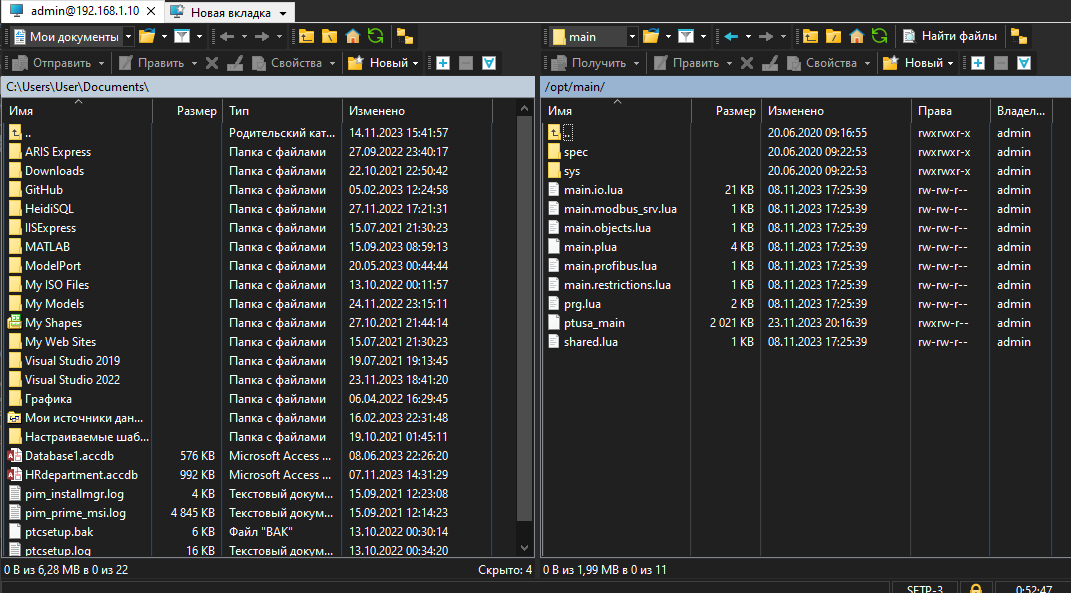 admin@192.168.1.10 × Новая вкладка
Мои документы main Найти файлы
Отправить Править Свойства Новый Получить Править Свойства Новый
C:\Users\User\Documents\ /opt/main/
Имя Размер Тип Изменено Имя Размер Изменено Права Владел...
.. Родительский кат... 14.11.2023 15:41:57 .. 20.06.2020 09:16:55 rwxrwxr-x admin
ARIS Express Папка с файлами 27.09.2022 23:40:17 spec 20.06.2020 09:22:53 rwxrwxr-x admin
Downloads Папка с файлами 22.10.2021 22:50:42 sys 20.06.2020 09:22:53 rwxrwxr-x admin
GitHub Папка с файлами 05.02.2023 12:24:58 main.io.lua 21 KB 08.11.2023 17:25:39 rw-rw-r-- admin
HeidiSQL Папка с файлами 27.11.2022 17:21:31 main.modbus_srv.lua 1 KB 08.11.2023 17:25:39 rw-rw-r-- admin
IISExpress Папка с файлами 15.07.2021 21:30:23 main.objects.lua 1 KB 08.11.2023 17:25:39 rw-rw-r-- admin
MATLAB Папка с файлами 15.09.2023 08:59:13 main.plua 4 KB 08.11.2023 17:25:39 rw-rw-r-- admin
ModelPort Папка с файлами 20.05.2023 00:44:44 main.profibus.lua 1 KB 08.11.2023 17:25:39 rw-rw-r-- admin
My ISO Files Папка с файлами 13.10.2022 00:11:57 main.restrictions.lua 1 KB 08.11.2023 17:25:39 rw-rw-r-- admin
My Models Папка с файлами 24.11.2022 23:15:11 prg.lua 2 KB 08.11.2023 17:25:39 rw-rw-r-- admin
My Shapes Папка с файлами 27.10.2021 21:44:14 ptusa_main 2 021 KB 23.11.2023 20:16:39 rwxrw-r-- admin
My Web Sites Папка с файлами 15.07.2021 21:30:23 shared.lua 1 KB 08.11.2023 17:25:39 rw-rw-r-- admin
Visual Studio 2019 Папка с файлами 19.07.2021 19:13:45
Visual Studio 2022 Папка с файлами 23.11.2023 18:41:20
Графика Папка с файлами 06.04.2022 16:29:45
Мои источники дан... Папка с файлами 16.02.2023 22:31:48
Настраиваемые шаб... Папка с файлами 19.10.2021 01:45:11
Database1.accdb 576 KB Microsoft Access ... 08.06.2023 22:26:20
HRdepartment.accdb 992 KB Microsoft Access ... 07.11.2023 14:31:29
pim_installmgr.log 4 KB Текстовый докум... 15.09.2021 12:23:08
pim_prime_msi.log 4 845 KB Текстовый докум... 15.09.2021 12:14:23
ptcsetup.bak 6 KB Файл "BAK" 13.10.2022 00:30:14
ptcsetup.log 16 KB Текстовый докум... 13.10.2022 00:34:20
0 B из 6,28 MB в 0 из 22 Скрыто: 4 0 B из 1,99 MB в 0 из 11
SFTP-3 0:52:47